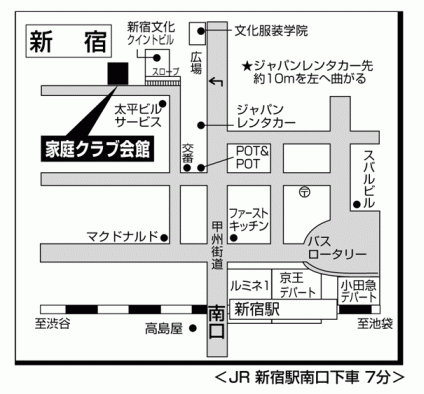 新 宿
新宿文化
クイントビル
スロープ
広場
文化服装学院
★ジャパンレンタカー先
約10mを左へ曲がる
太平ビル
サービス
ジャパン
レンタカー
家庭クラブ会館
交番
POT&
POT
〒
スバルビル
マクドナルド
甲州街道
ファースト
キッチン
バス
ロータリー
ルミネ1
京王
デパート
小田急
デパート
南口
新宿駅
至渋谷
至池袋
高島屋
＜JR 新宿駅南口下車 7分＞